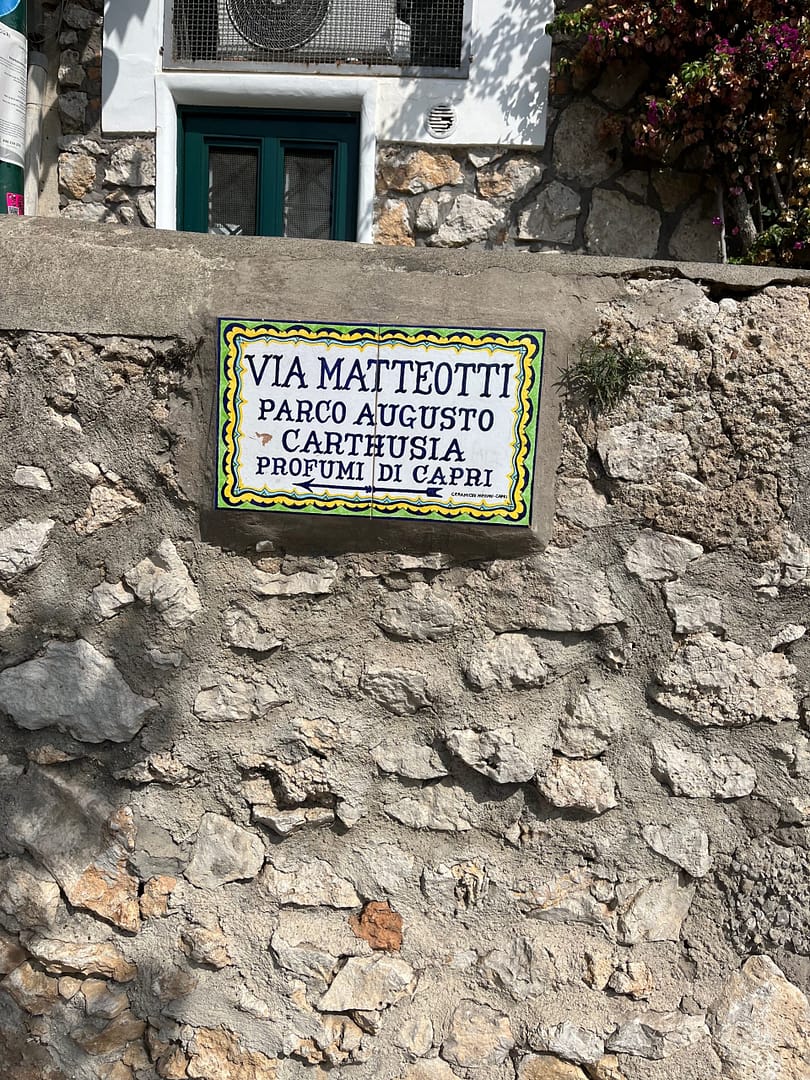 VIA MATTEOTTI
PARCO AUGUSTO
CARTHUSIA
PROFUMI DI CAPRI